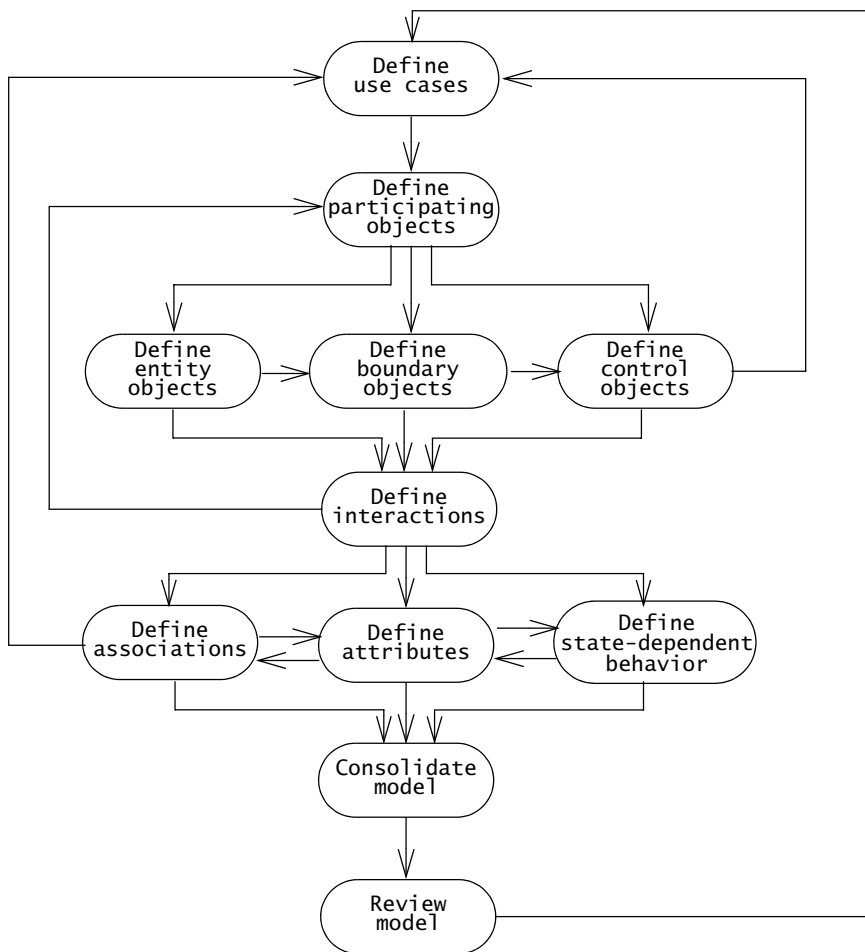 Define
use cases
Define
participating
objects
Define
entity
objects
Define
boundary
objects
Define
control
objects
Define
interactions
Define
associations
Define
attributes
Define
state-dependent
behavior
Consolidate
model
Review
model